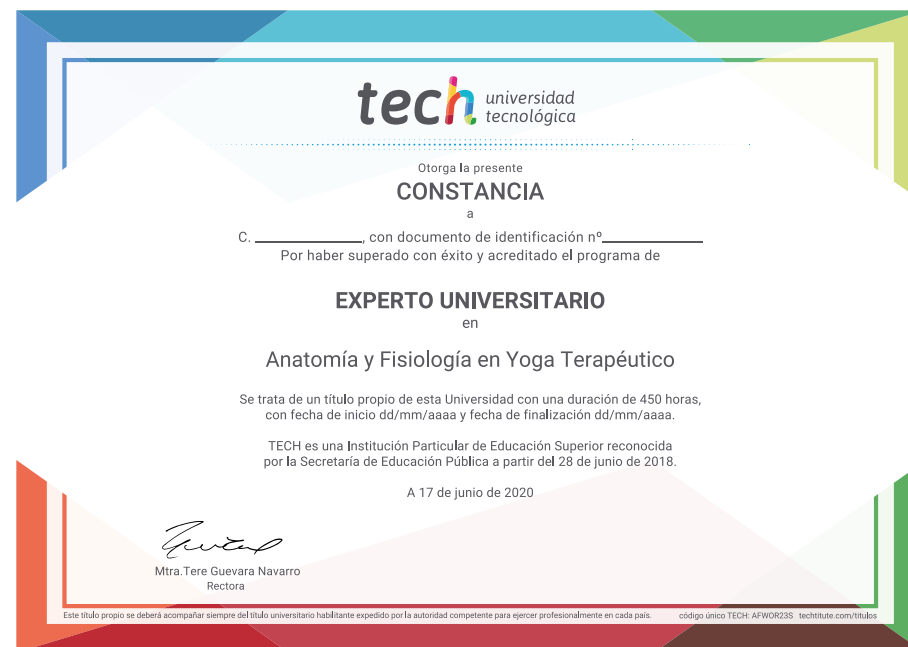 tech universidad
tecnológica
Otorga la presente
CONSTANCIA
a
C. ____________, con documento de identificación nº____________
Por haber superado con éxito y acreditado el programa de
EXPERTO UNIVERSITARIO
en
Anatomía y Fisiología en Yoga Terapéutico
Se trata de un título propio de esta Universidad con una duración de 450 horas,
con fecha de inicio dd/mm/aaaa y fecha de finalización dd/mm/aaaa.
TECH es una Institución Particular de Educación Superior reconocida
por la Secretaría de Educación Pública a partir del 28 de junio de 2018.
A 17 de junio de 2020
Mtra.Tere Guevara Navarro
Rectora
Este título propio se deberá acompañar siempre del título universitario habilitante expedido por la autoridad competente para ejercer profesionalmente en cada país. código único TECH: AFWOR23S techtitute.com/títulos